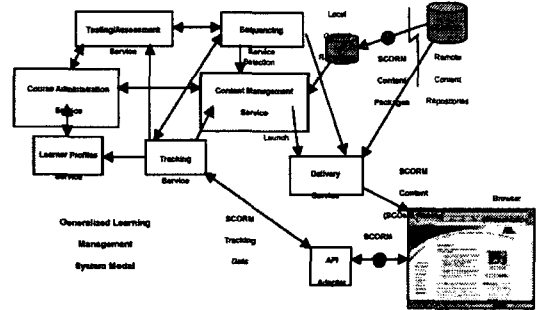 Testing/Assessment
Service
Sequencing
Service
Local
Remote
Content
Repositories
SCORM
Content
Packages
Course Administration
Service
Content Management
Service
Learner Profiles
Service
Tracking
Service
Launch
Delivery
Service
SCORM
Content
Browser
Generalized Learning
Management
System Model
SCORM
Tracking
Data
API
Adapter
SCORM